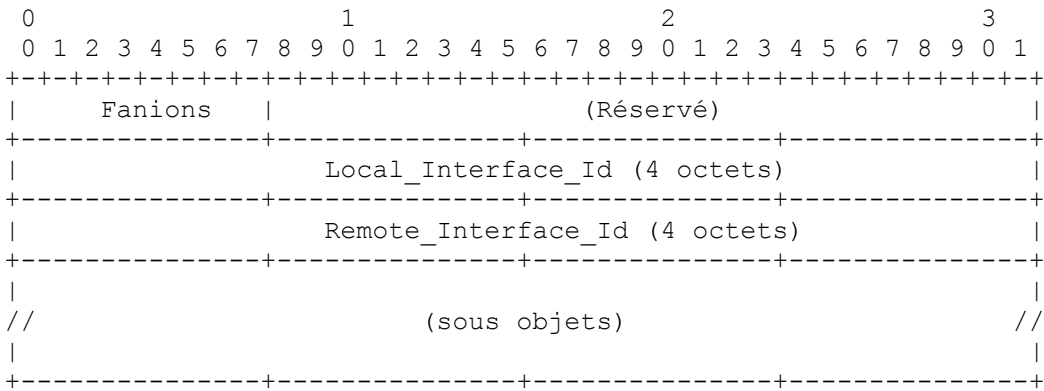 0                   1                   2                   3
 0 1 2 3 4 5 6 7 8 9 0 1 2 3 4 5 6 7 8 9 0 1 2 3 4 5 6 7 8 9 0 1
+-+-+-+-+-+-+-+-+-+-+-+-+-+-+-+-+-+-+-+-+-+-+-+-+-+-+-+-+-+-+-+-+
|     Fanions   |                   (Réservé)                   |
+---------------+---------------+---------------+---------------+
|                   Local_Interface_Id (4 octets)               |
+---------------+---------------+---------------+---------------+
|                   Remote_Interface_Id (4 octets)              |
+---------------+---------------+---------------+---------------+
|                                                               |
//                        (sous objets)                        //
|                                                               |
+---------------+---------------+---------------+---------------+